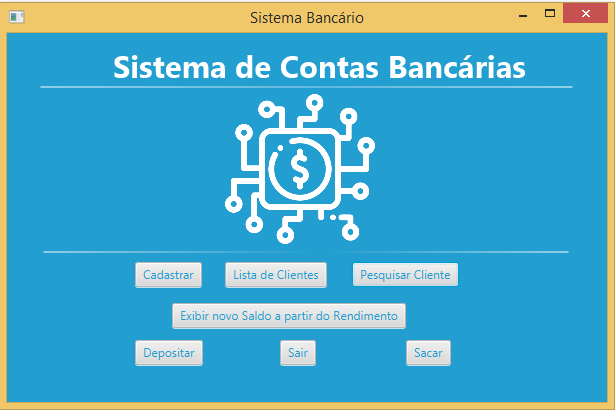 Sistema Bancário
Sistema de Contas Bancárias
$
Cadastrar
Lista de Clientes
Pesquisar Cliente
Exibir novo Saldo a partir do Rendimento
Depositar
Sair
Sacar